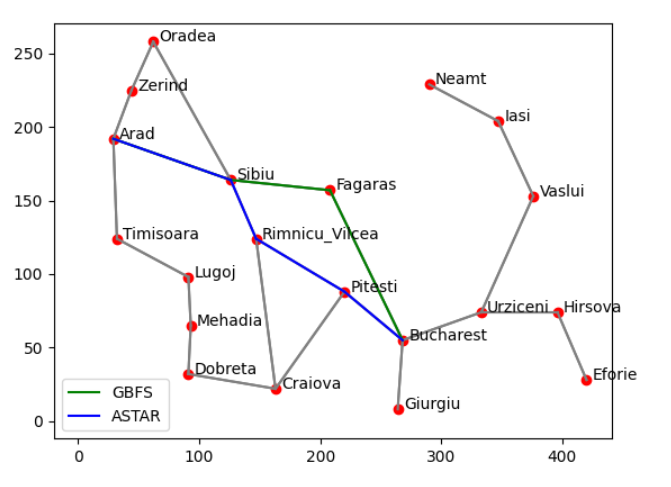 Oradea
250
Zerind
Neamt
Iasi
200
Arad
Sibiu
Fagaras
Vaslui
150
Timisoara
Rimnicu_Vilcea
100
Lugoj
Pitesti
Mehadia
Urziceni
Hirsova
Bucharest
50
Dobreta
Craiova
Eforie
GBFS
ASTAR
Giurgiu
0
0 100 200 300 400